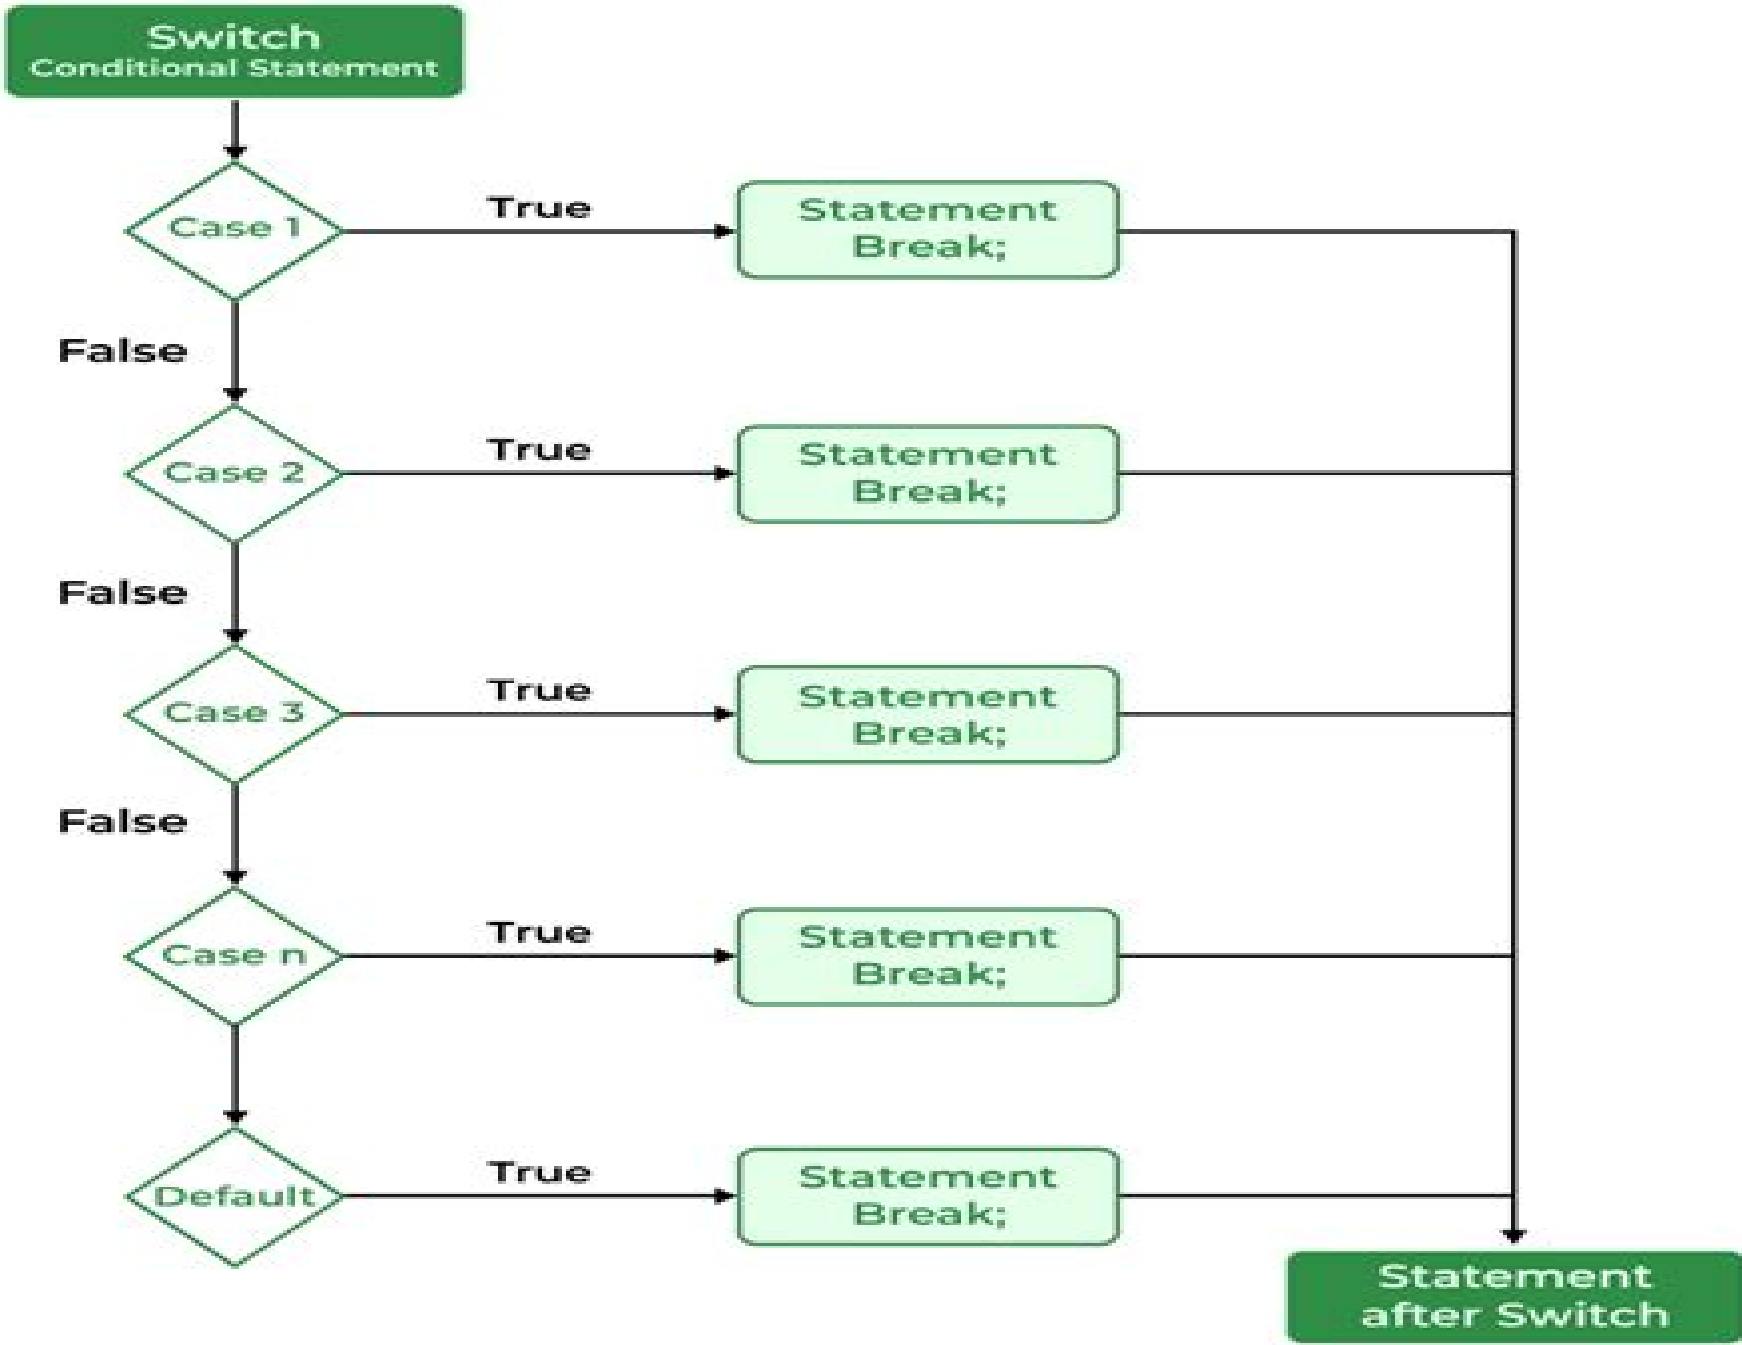 Switch
Conditional Statement
Case 1
True
Statement
Break;
False
Case 2
True
Statement
Break;
False
Case 3
True
Statement
Break;
False
Case n
True
Statement
Break;
Default
True
Statement
Break;
Statement
after Switch